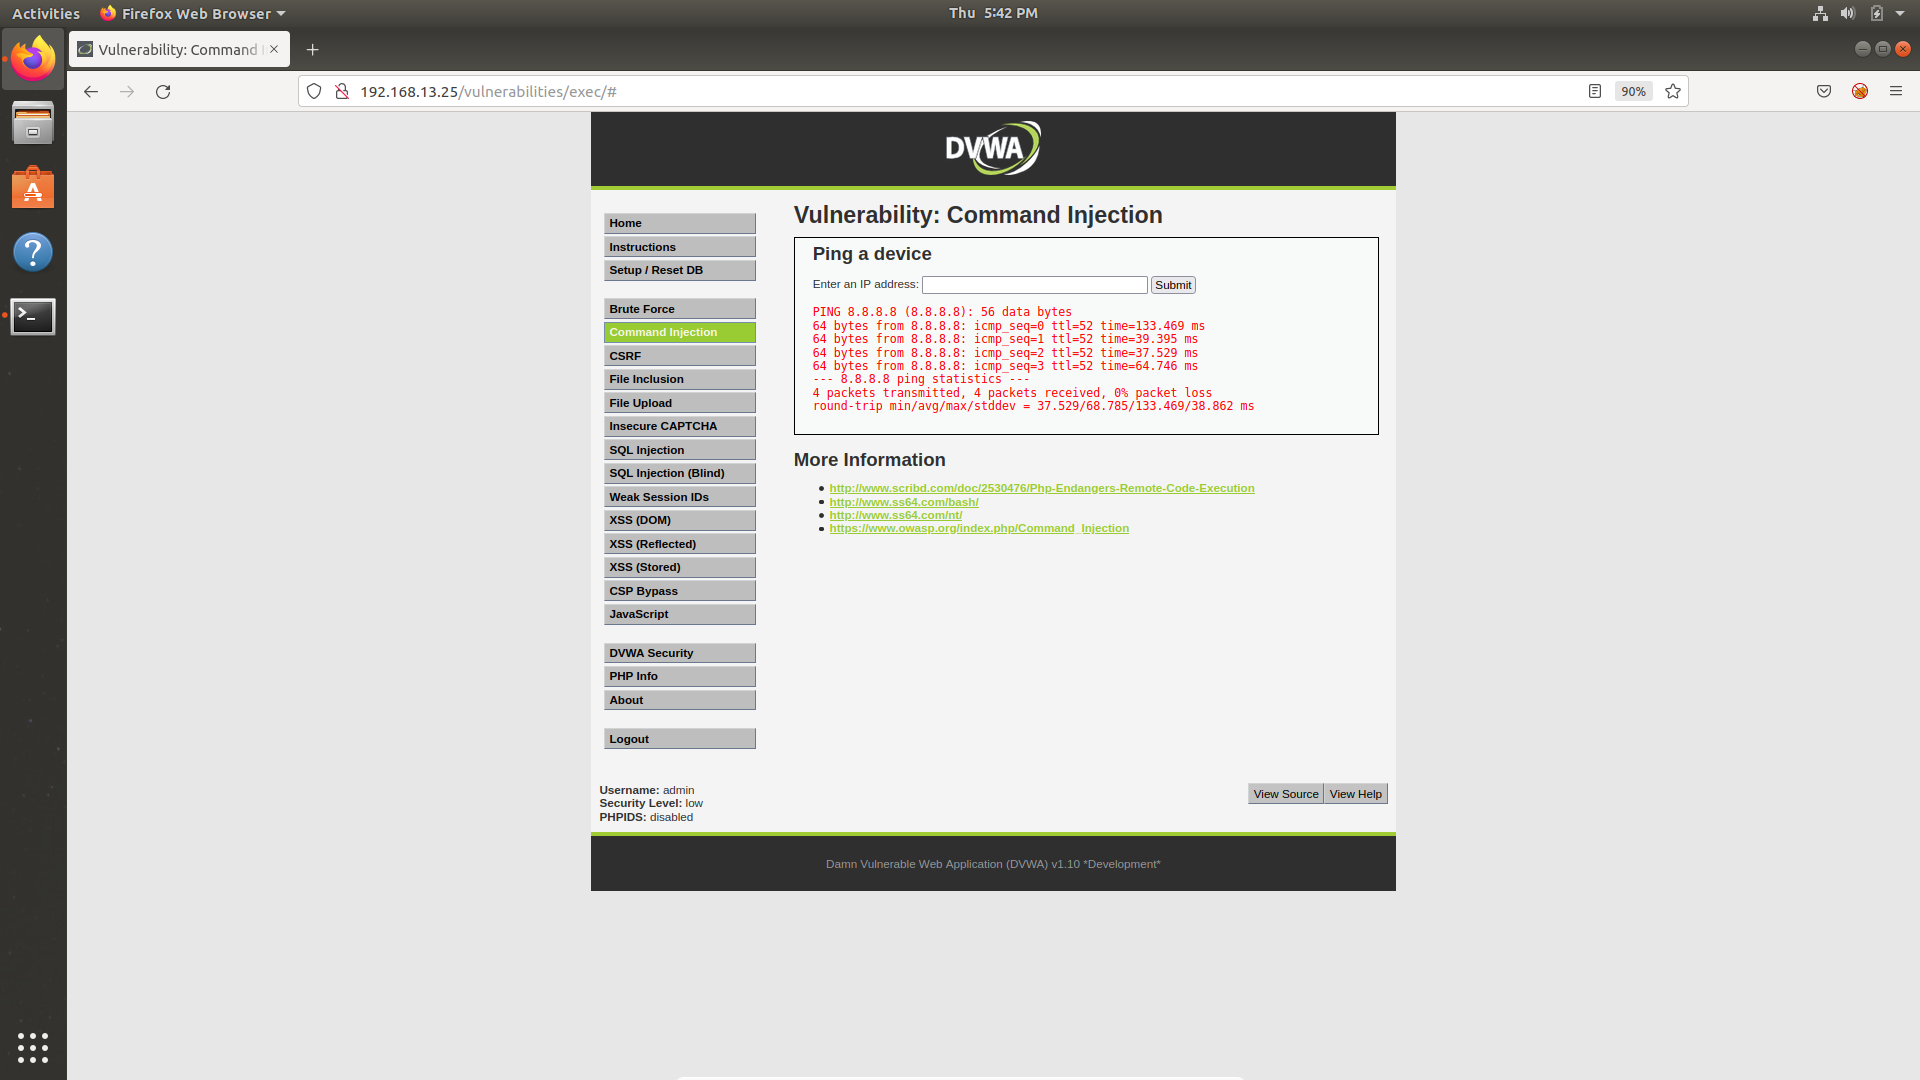 Activities
Firefox Web Browser
Thu 5:42 PM
Vulnerability: Command I
192.168.13.25/vulnerabilities/exec/#
90%
DVWA
Home
Instructions
Setup / Reset DB
Brute Force
Command Injection
CSRF
File Inclusion
File Upload
Insecure CAPTCHA
SQL Injection
SQL Injection (Blind)
Weak Session IDs
XSS (DOM)
XSS (Reflected)
XSS (Stored)
CSP Bypass
JavaScript
DVWA Security
PHP Info
About
Logout
Vulnerability: Command Injection
Ping a device
Enter an IP address: Submit
PING 8.8.8.8 (8.8.8.8): 56 data bytes
64 bytes from 8.8.8.8: icmp_seq=0 ttl=52 time=133.469 ms
64 bytes from 8.8.8.8: icmp_seq=1 ttl=52 time=39.395 ms
64 bytes from 8.8.8.8: icmp_seq=2 ttl=52 time=37.529 ms
64 bytes from 8.8.8.8: icmp_seq=3 ttl=52 time=64.746 ms
--- 8.8.8.8 ping statistics ---
4 packets transmitted, 4 packets received, 0% packet loss
round-trip min/avg/max/stddev = 37.529/68.785/133.469/38.862 ms
More Information
http://www.scribd.com/doc/2530476/Php-Endangers-Remote-Code-Execution
http://www.ss64.com/bash/
http://www.ss64.com/nt/
https://www.owasp.org/index.php/Command_Injection
Username: admin
Security Level: low
PHPIDS: disabled
View Source View Help
Damn Vulnerable Web Application (DVWA) v1.10 *Development*